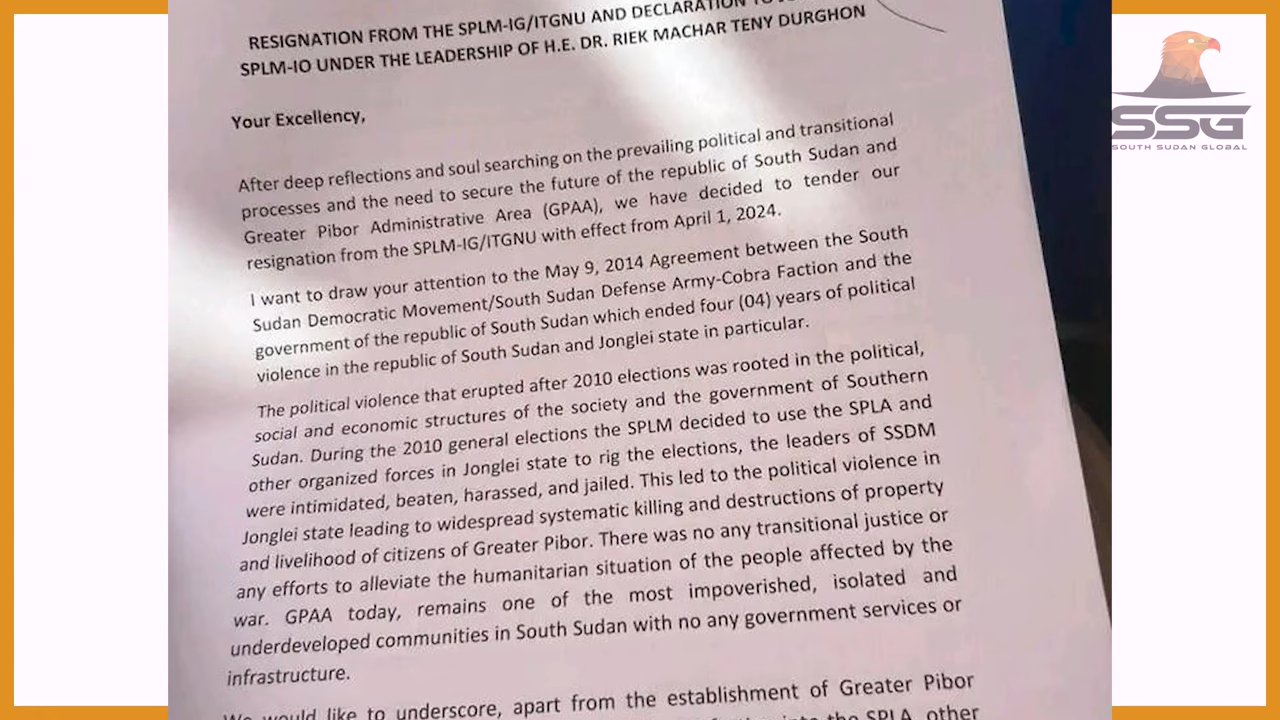 RESIGNATION FROM THE SPLM-IG/ITGNU AND DECLARATION TO
SPLM-IO UNDER THE LEADERSHIP OF H.E. DR. RIEK MACHAR TENY DURGHON
Your Excellency,
After deep reflections and soul searching on the prevailing political and transitional
processes and the need to secure the future of the republic of South Sudan and
Greater Pibor Administrative Area (GPAA), we have decided to tender our
resignation from the SPLM-IG/ITGNU with effect from April 1, 2024.
I want to draw your attention to the May 9, 2014 Agreement between the South
Sudan Democratic Movement/South Sudan Defense Army-Cobra Faction and the
government of the republic of South Sudan which ended four (04) years of political
violence in the republic of South Sudan and Jonglei state in particular.
The political violence that erupted after 2010 elections was rooted in the political,
social and economic structures of the society and the government of Southern
Sudan. During the 2010 general elections the SPLM decided to use the SPLA and
other organized forces in Jonglei state to rig the elections, the leaders of SSDM
were intimidated, beaten, harassed, and jailed. This led to the political violence in
Jonglei state leading to widespread systematic killing and destructions of property
and livelihood of citizens of Greater Pibor. There was no any transitional justice or
any efforts to alleviate the humanitarian situation of the people affected by the
war. GPAA today, remains one of the most impoverished, isolated and
underdeveloped communities in South Sudan with no any government services or
infrastructure.
We would like to underscore, apart from the establishment of Greater Pibor
into the SPLA, other
SSG
SOUTH SUDAN GLOBAL